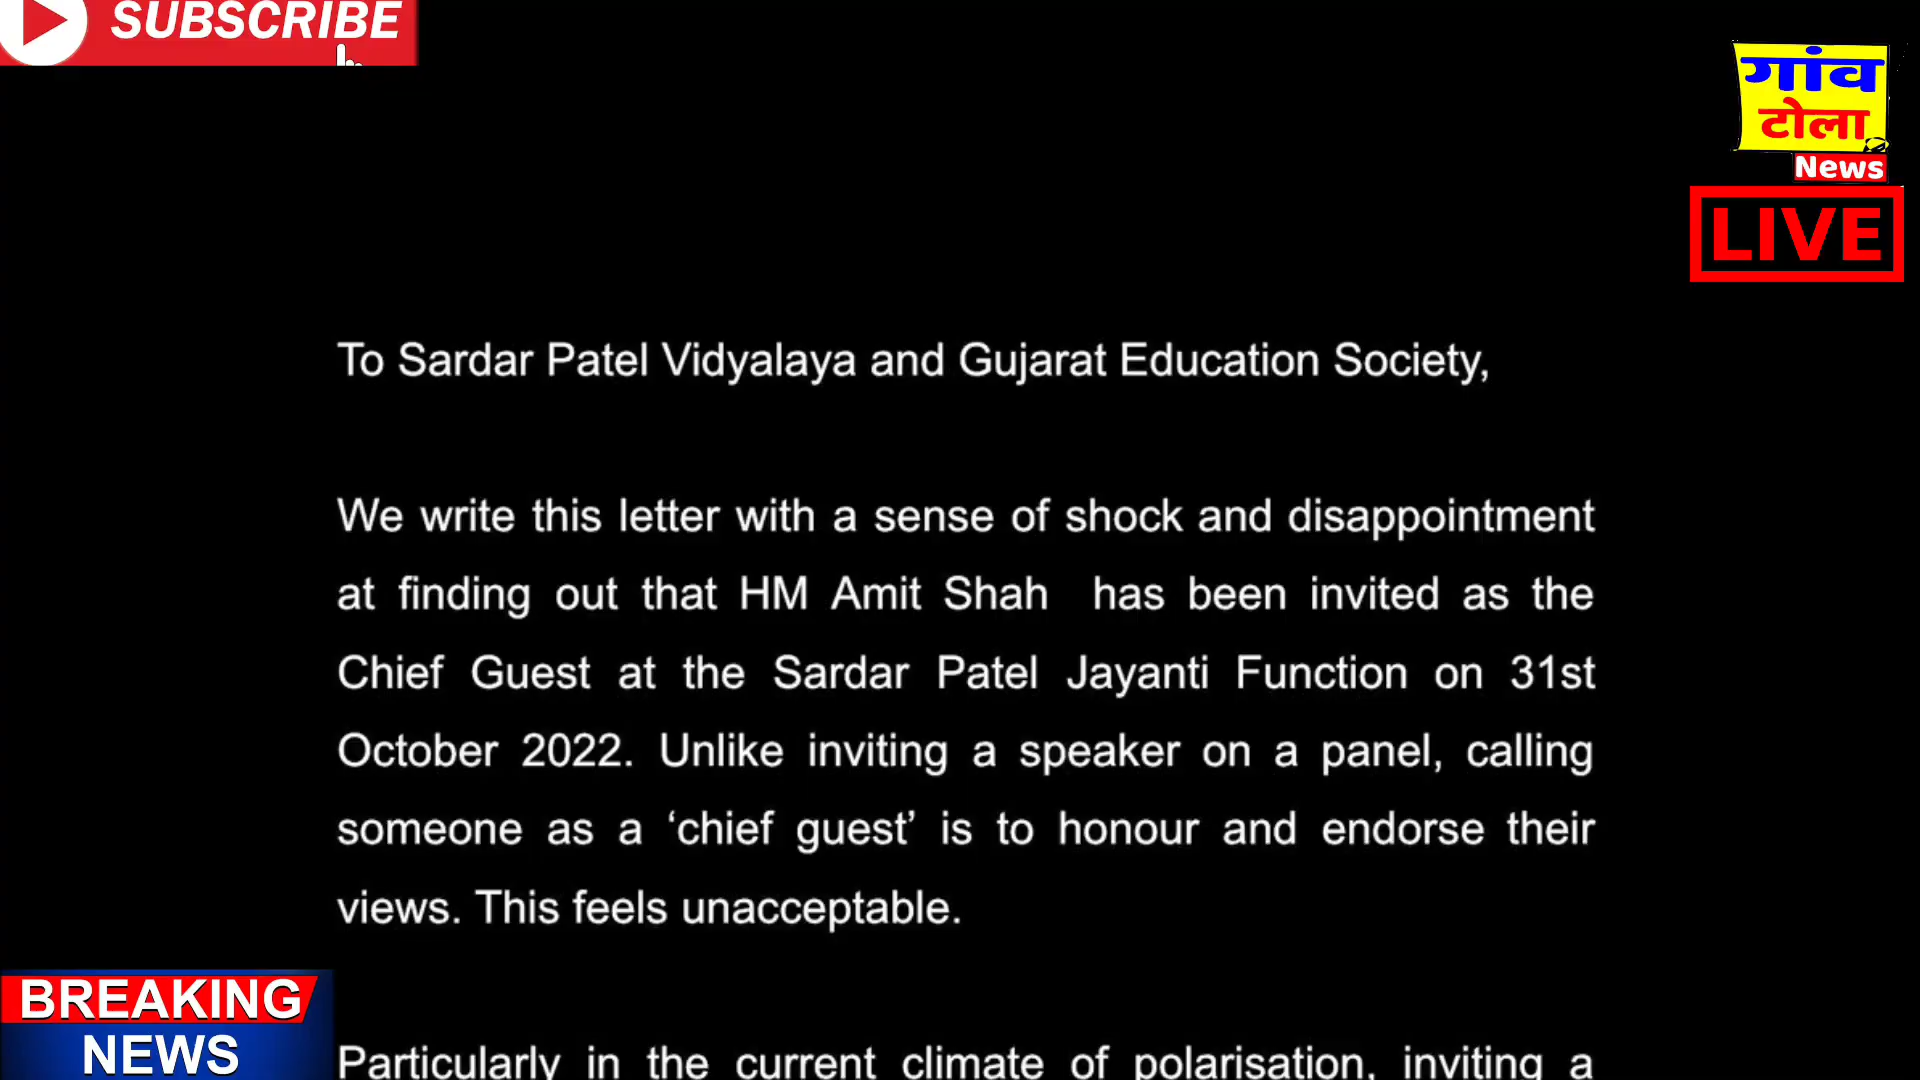 SUBSCRIBE
गांव
टोला
News
LIVE
To Sardar Patel Vidyalaya and Gujarat Education Society,
We write this letter with a sense of shock and disappointment
at finding out that HM Amit Shah has been invited as the
Chief Guest at the Sardar Patel Jayanti Function on 31st
October 2022. Unlike inviting a speaker on a panel, calling
someone as a ‘chief guest’ is to honour and endorse their
views. This feels unacceptable.
Particularly in the current climate of polarisation, inviting a
BREAKING
NEWS